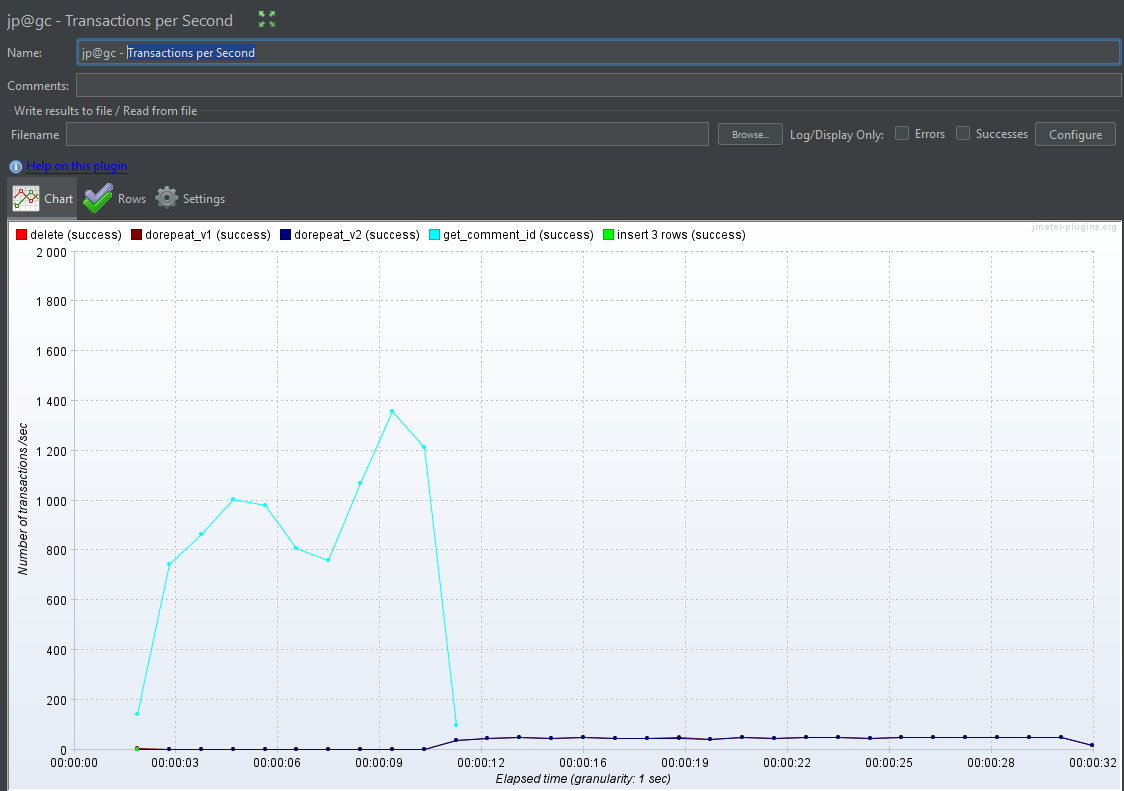 jp@gc - Transactions per Second
Name: jp@gc - Transactions per Second
Comments:
Write results to file / Read from file
Filename Browse... Log/Display Only: Errors Successes Configure
Help on this plugin
Chart Rows Settings
delete (success) dorepeat_v1 (success) dorepeat_v2 (success) get_comment_id (success) insert 3 rows (success)
jmeter-plugins.org
2 000
1 800
1 600
1 400
1 200
1 000
800
600
400
200
0
Number of transactions /sec
00:00:00 00:00:03 00:00:06 00:00:09 00:00:12 00:00:16 00:00:19 00:00:22 00:00:25 00:00:28 00:00:32
Elapsed time (granularity: 1 sec)